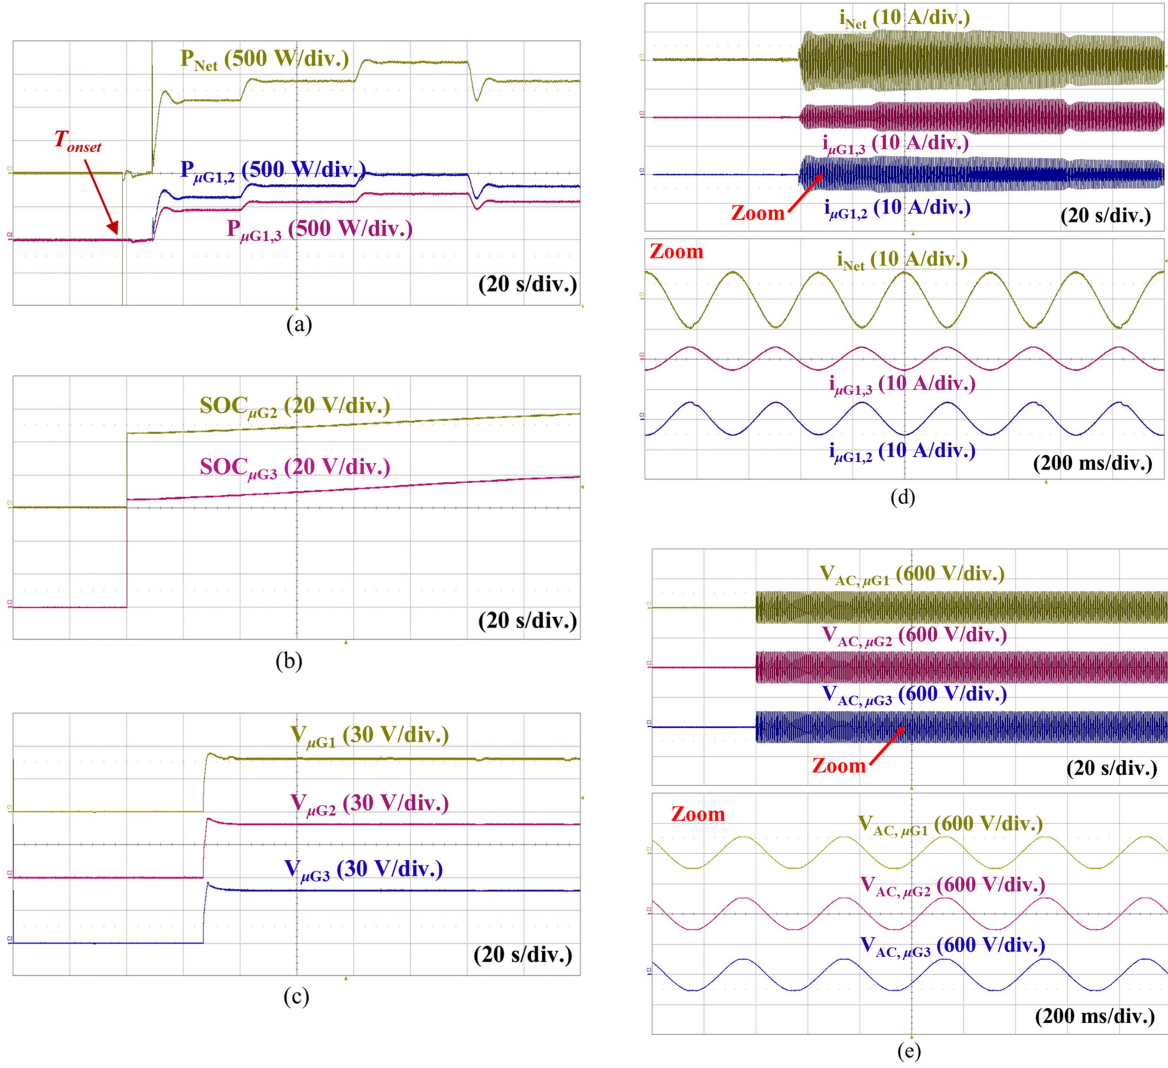 P_Net (500 W/div.)
T_onset
P_μG1,2 (500 W/div.)
P_μG1,3 (500 W/div.)
(20 s/div.)
(a)
SOC_μG2 (20 V/div.)
SOC_μG3 (20 V/div.)
(20 s/div.)
(b)
V_μG1 (30 V/div.)
V_μG2 (30 V/div.)
V_μG3 (30 V/div.)
(20 s/div.)
(c)
i_Net (10 A/div.)
i_μG1,3 (10 A/div.)
Zoom
i_μG1,2 (10 A/div.)
(20 s/div.)
Zoom
i_Net (10 A/div.)
i_μG1,3 (10 A/div.)
i_μG1,2 (10 A/div.)
(200 ms/div.)
(d)
V_AC, μG1 (600 V/div.)
V_AC, μG2 (600 V/div.)
V_AC, μG3 (600 V/div.)
Zoom
(20 s/div.)
Zoom
V_AC, μG1 (600 V/div.)
V_AC, μG2 (600 V/div.)
V_AC, μG3 (600 V/div.)
(200 ms/div.)
(e)